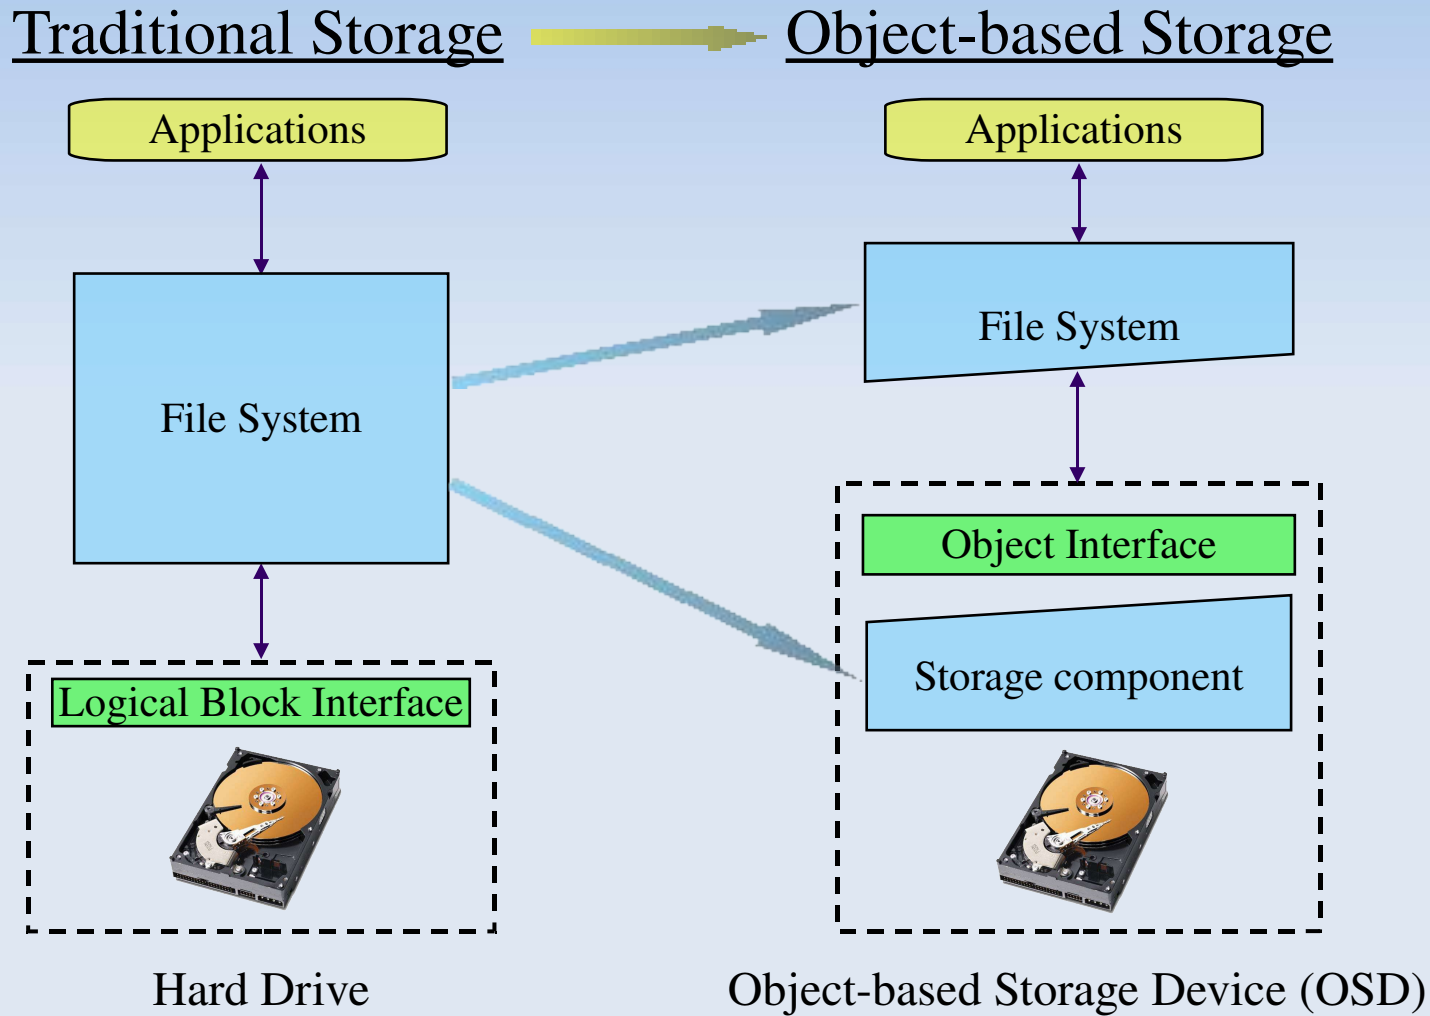 Traditional Storage
Object-based Storage
Applications
Applications
File System
File System
Object Interface
Storage component
Logical Block Interface
Hard Drive
Object-based Storage Device (OSD)